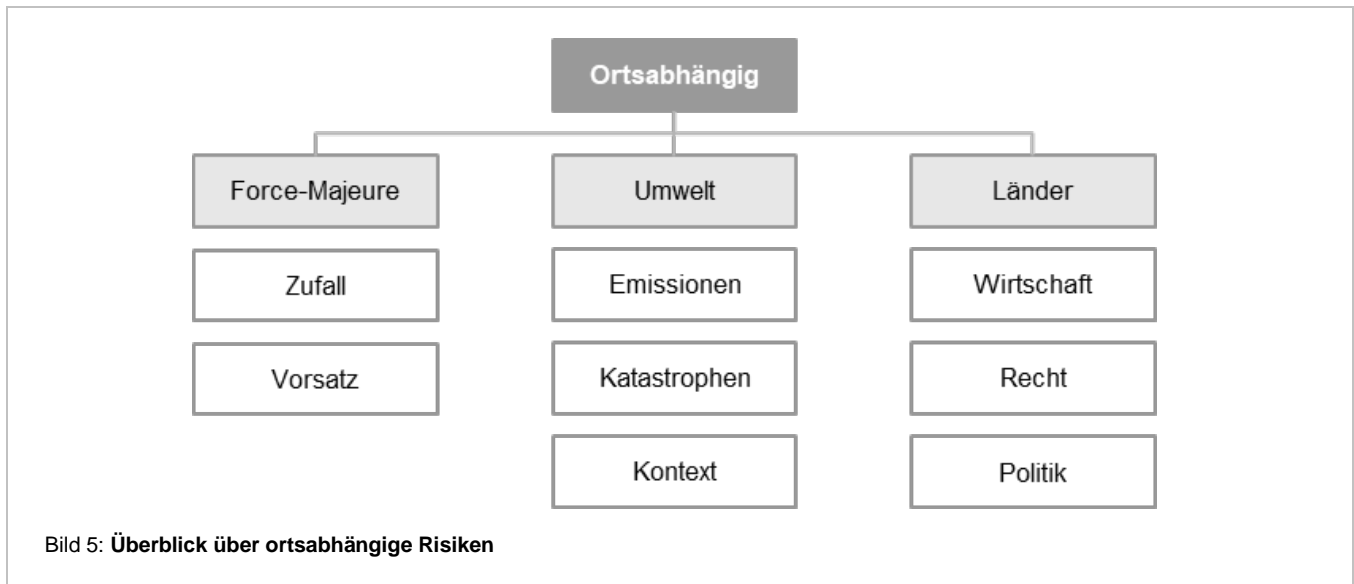 Ortsabhängig
Force-Majeure
Umwelt
Länder
Zufall
Emissionen
Wirtschaft
Vorsatz
Katastrophen
Recht
Kontext
Politik
Bild 5: Überblick über ortsabhängige Risiken